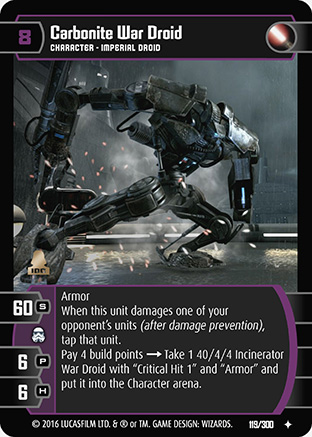 8 Carbonite War Droid
CHARACTER - IMPERIAL DROID
IDC
60 S
6 P
6 H
Armor
When this unit damages one of your
opponent's units (after damage prevention),
tap that unit.
Pay 4 build points → Take 1 40/4/4 Incinerator
War Droid with "Critical Hit 1" and "Armor" and
put it into the Character arena.
© 2016 LUCASFILM LTD. & ® or TM. GAME DESIGN: WIZARDS. 119/300